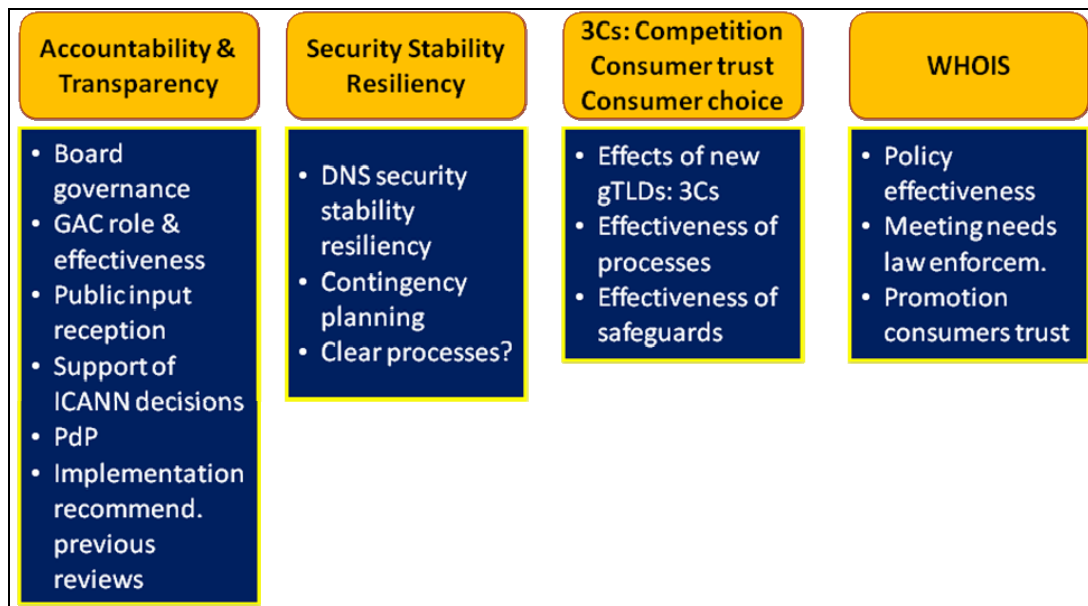 Accountability &
Transparency
• Board
governance
• GAC role &
effectiveness
• Public input
reception
• Support of
ICANN decisions
• PdP
• Implementation
recommend.
previous
reviews
Security Stability
Resiliency
• DNS security
stability
resiliency
• Contingency
planning
• Clear processes?
3Cs: Competition
Consumer trust
Consumer choice
• Effects of new
gTLDs: 3Cs
• Effectiveness of
processes
• Effectiveness of
safeguards
WHOIS
• Policy
effectiveness
• Meeting needs
law enforcem.
• Promotion
consumers trust